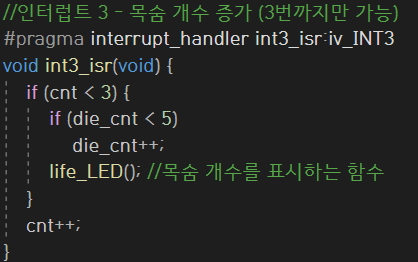 //인터럽트 3 - 목숨 개수 증가 (3번까지만 가능)
#pragma interrupt_handler int3_isr:iv_INT3
void int3_isr(void) {
if (cnt < 3) {
if (die_cnt < 5)
die_cnt++;
life_LED(); //목숨 개수를 표시하는 함수
}
cnt++;
}